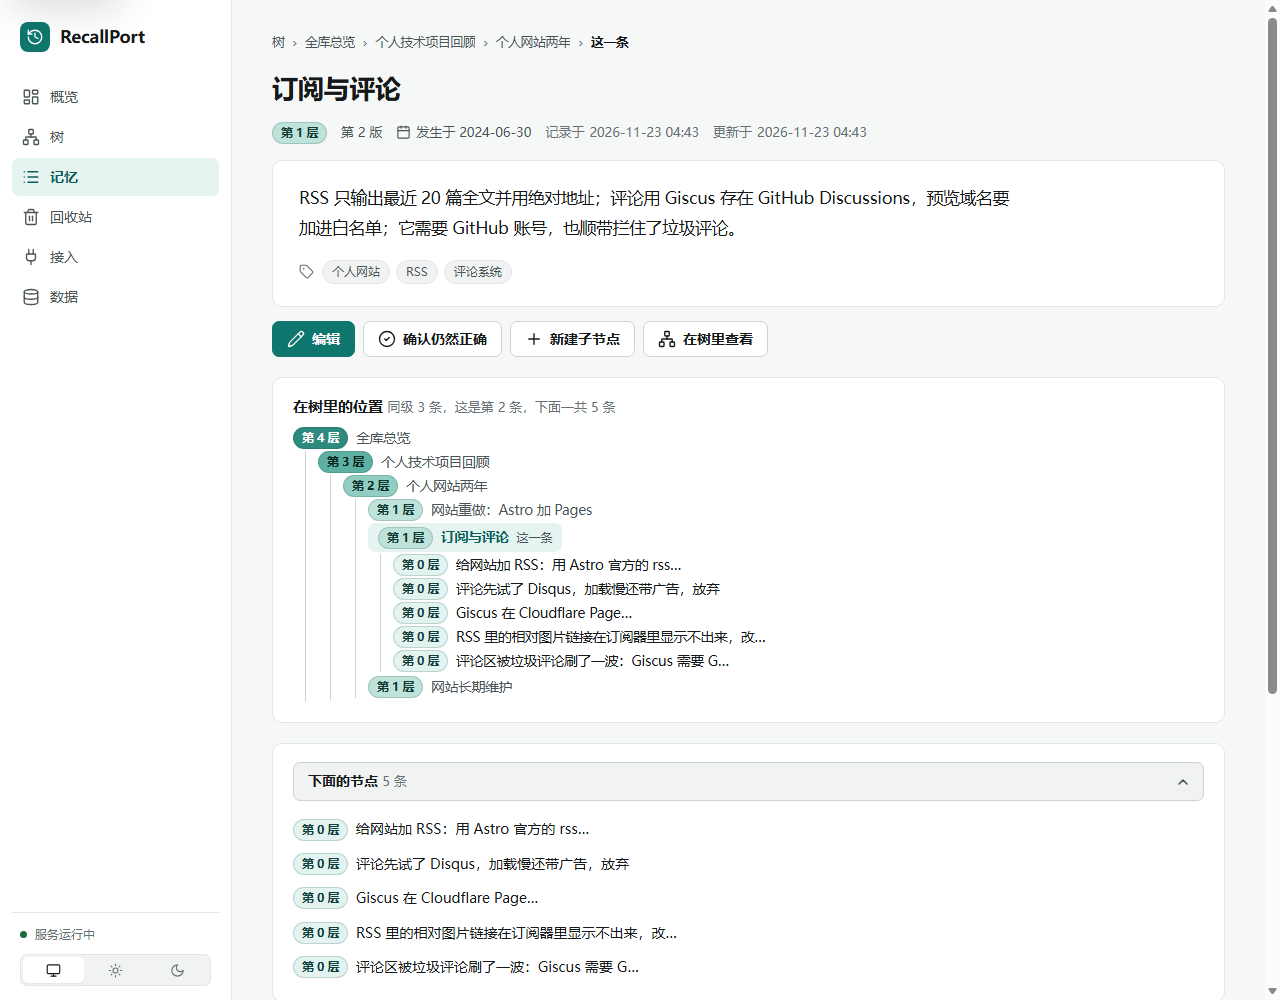 RecallPort
概览
树
记忆
回收站
接入
数据
服务运行中
树 › 全库总览 › 个人技术项目回顾 › 个人网站两年 › 这一条
订阅与评论
第 1 层 第 2 版 发生于 2024-06-30 记录于 2026-11-23 04:43 更新于 2026-11-23 04:43
RSS 只输出最近 20 篇全文并用绝对地址；评论用 Giscus 存在 GitHub Discussions，预览域名要
加进白名单；它需要 GitHub 账号，也顺带拦住了垃圾评论。
个人网站 RSS 评论系统
编辑 确认仍然正确 新建子节点 在树里查看
在树里的位置 同级 3 条，这是第 2 条，下面一共 5 条
第 4 层 全库总览
第 3 层 个人技术项目回顾
第 2 层 个人网站两年
第 1 层 网站重做：Astro 加 Pages
第 1 层 订阅与评论 这一条
第 0 层 给网站加 RSS：用 Astro 官方的 rss...
第 0 层 评论先试了 Disqus，加载慢还带广告，放弃
第 0 层 Giscus 在 Cloudflare Page...
第 0 层 RSS 里的相对图片链接在订阅器里显示不出来，改...
第 0 层 评论区被垃圾评论刷了一波：Giscus 需要 G...
第 1 层 网站长期维护
下面的节点 5 条
第 0 层 给网站加 RSS：用 Astro 官方的 rss...
第 0 层 评论先试了 Disqus，加载慢还带广告，放弃
第 0 层 Giscus 在 Cloudflare Page...
第 0 层 RSS 里的相对图片链接在订阅器里显示不出来，改...
第 0 层 评论区被垃圾评论刷了一波：Giscus 需要 G...